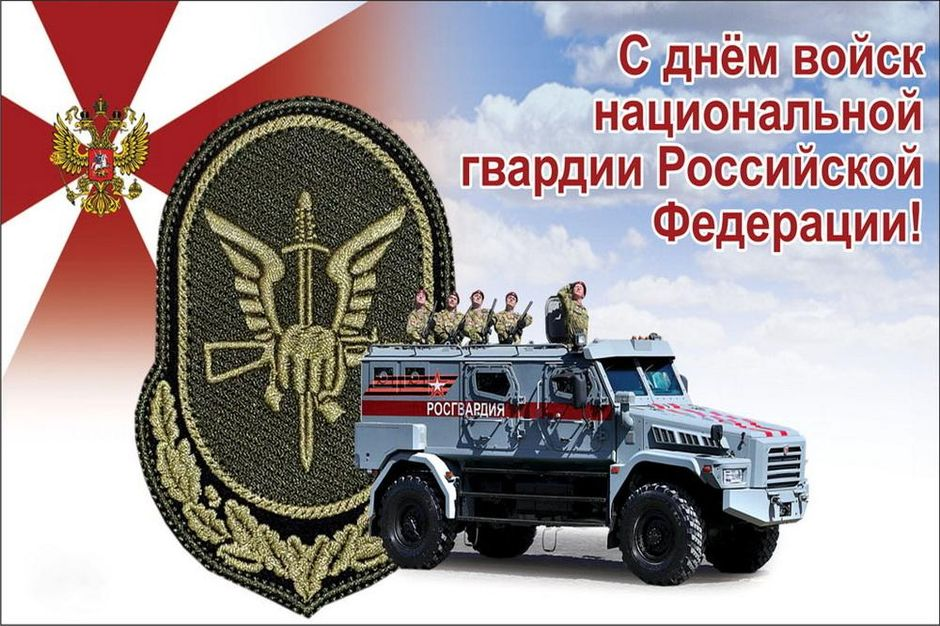 С днём войск
национальной
гвардии Российской
Федерации!
РОСГВАРДИЯ